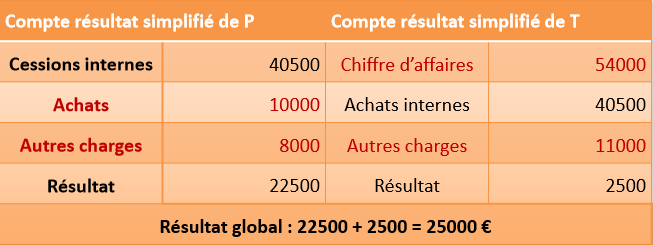 Compte résultat simplifié de P Compte résultat simplifié de T
Cessions internes 40500 Chiffre d’affaires 54000
Achats 10000 Achats internes 40500
Autres charges 8000 Autres charges 11000
Résultat 22500 Résultat 2500
Résultat global : 22500 + 2500 = 25000 €